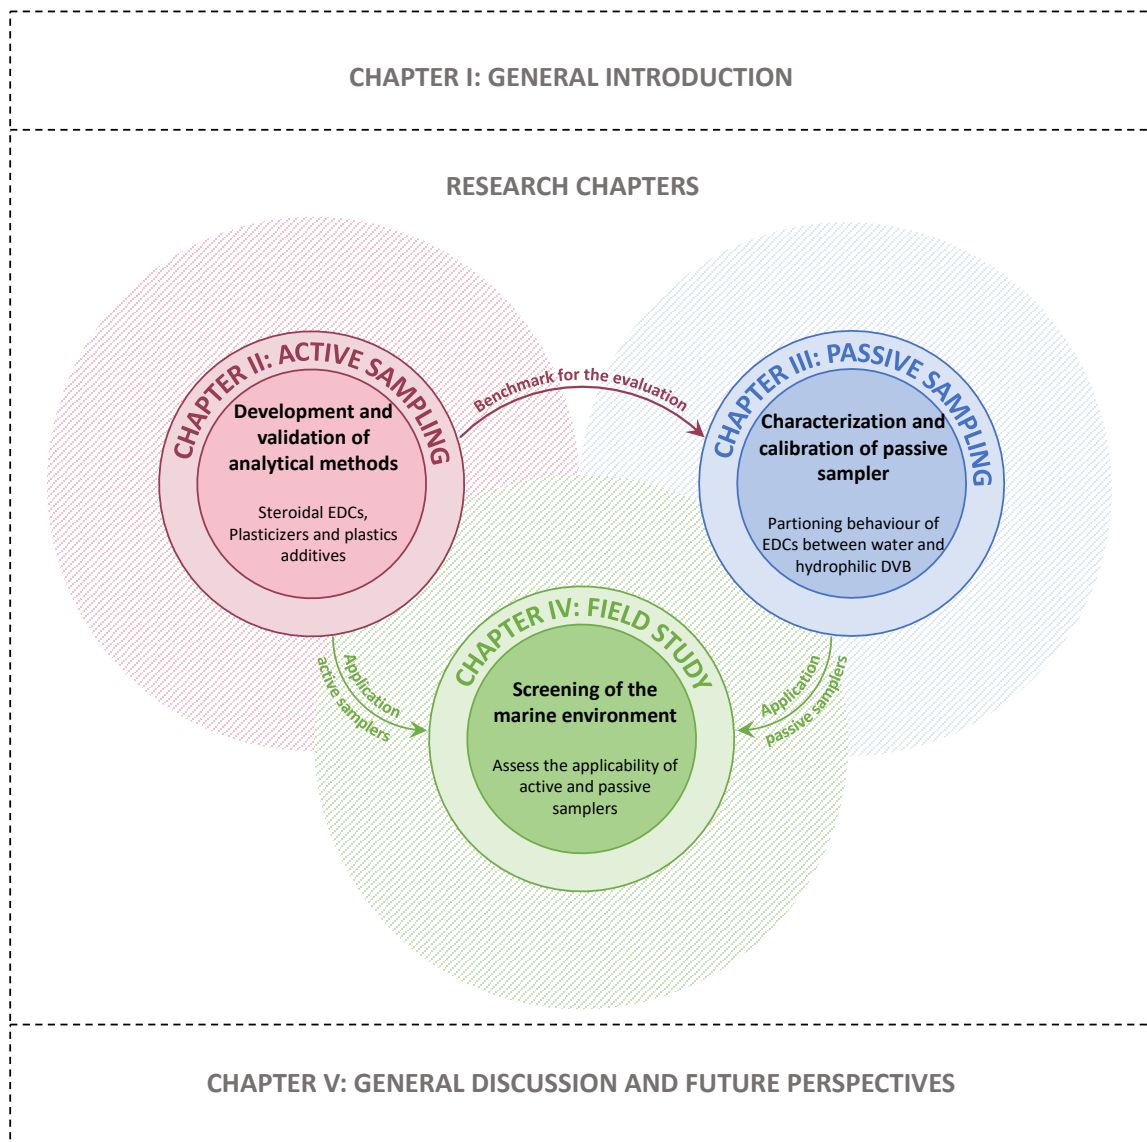 CHAPTER I: GENERAL INTRODUCTION
RESEARCH CHAPTERS
CHAPTER II: ACTIVE SAMPLING
Development and
validation of
analytical methods
Steroidal EDCs,
Plasticizers and plastics
additives
Benchmark for the evaluation
CHAPTER III: PASSIVE SAMPLING
Characterization and
calibration of passive
sampler
Partioning behaviour of
EDCs between water and
hydrophilic DVB
Application
active samplers
Application
passive samplers
CHAPTER IV: FIELD STUDY
Screening of the
marine environment
Assess the applicability of
active and passive
samplers
CHAPTER V: GENERAL DISCUSSION AND FUTURE PERSPECTIVES